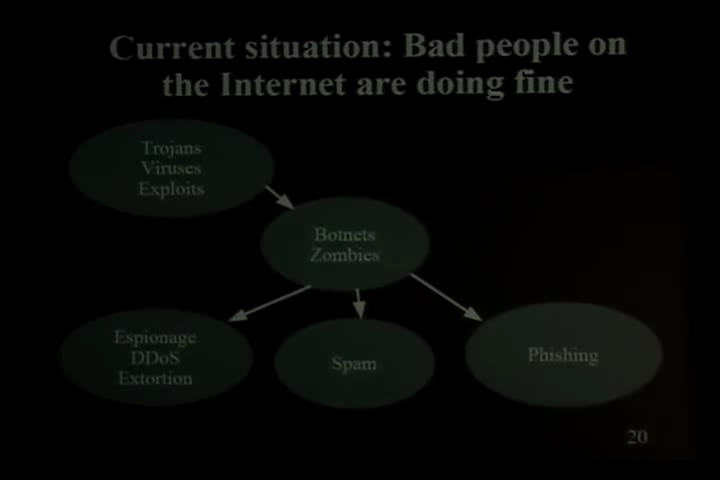 Current situation: Bad people on
the Internet are doing fine
Trojans
Viruses
Exploits
Botnets
Zombies
Espionage
DDoS
Extortion
Spam
Phishing
20